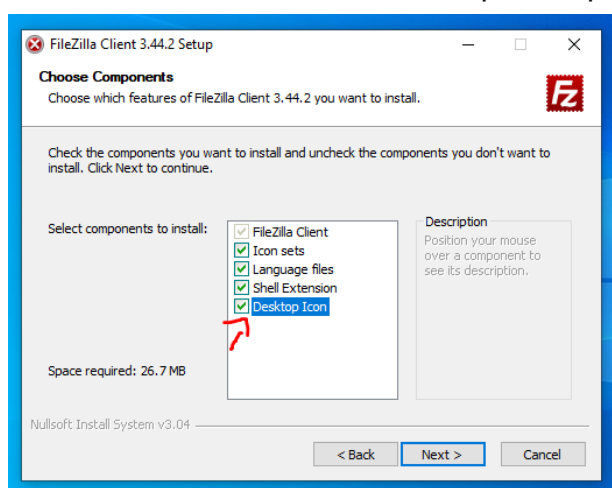 FileZilla Client 3.44.2 Setup
Choose Components
Choose which features of FileZilla Client 3.44.2 you want to install.
Fz
Check the components you want to install and uncheck the components you don't want to
install. Click Next to continue.
Select components to install:
FileZilla Client
Icon sets
Language files
Shell Extension
Desktop Icon
Description
Position your mouse
over a component to
see its description.
Space required: 26.7 MB
Nullsoft Install System v3.04
< Back
Next >
Cancel